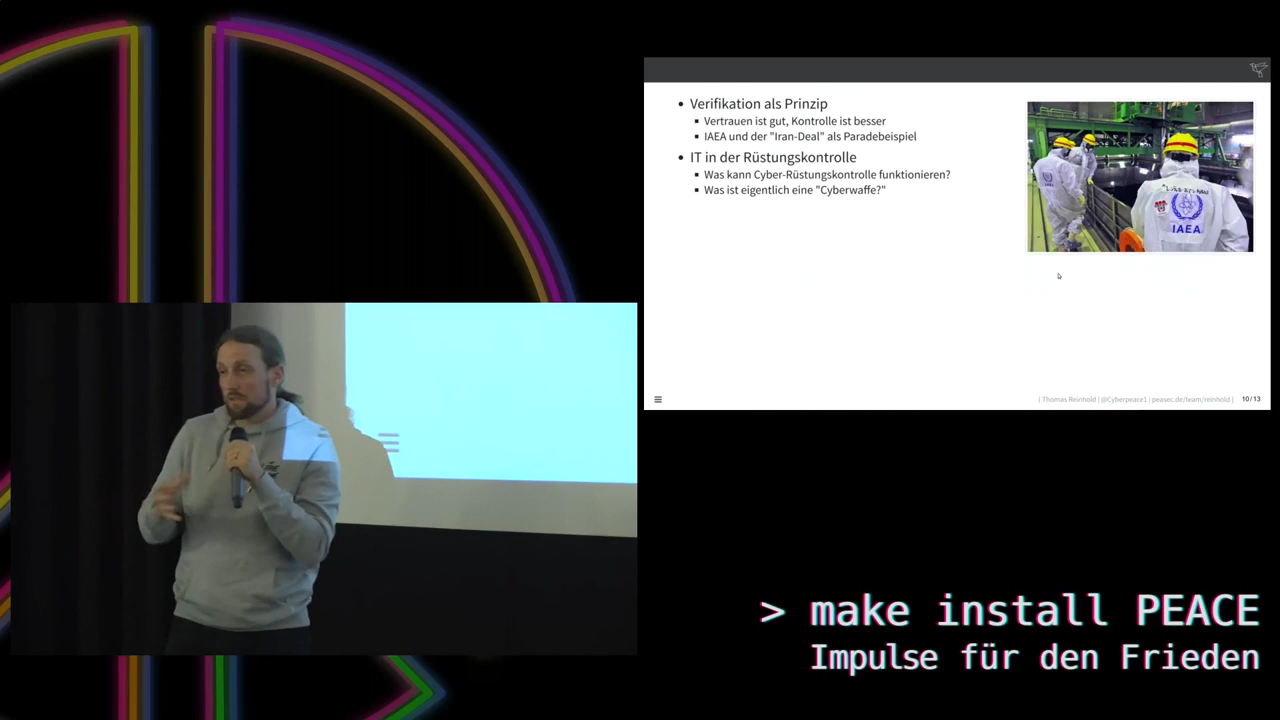 Verifikation als Prinzip
Vertrauen ist gut, Kontrolle ist besser
IAEA und der "Iran-Deal" als Paradebeispiel
IT in der Rüstungskontrolle
Was kann Cyber-Rüstungskontrolle funktionieren?
Was ist eigentlich eine "Cyberwaffe?"
IAEA
IAEA
| Thomas Reinhold | @Cyberpeace1 | peasec.de/team/reinhold | 10/13
> make install PEACE
Impulse für den Frieden